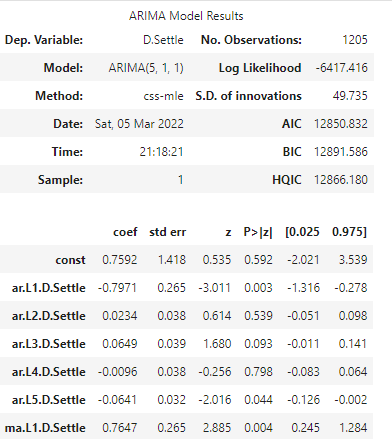 ARIMA Model Results
Dep. Variable: D.Settle No. Observations: 1205
Model: ARIMA(5, 1, 1) Log Likelihood -6417.416
Method: css-mle S.D. of innovations 49.735
Date: Sat, 05 Mar 2022 AIC 12850.832
Time: 21:18:21 BIC 12891.586
Sample: 1 HQIC 12866.180
coef std err z P>|z| [0.025 0.975]
const 0.7592 1.418 0.535 0.592 -2.021 3.539
ar.L1.D.Settle -0.7971 0.265 -3.011 0.003 -1.316 -0.278
ar.L2.D.Settle 0.0234 0.038 0.614 0.539 -0.051 0.098
ar.L3.D.Settle 0.0649 0.039 1.680 0.093 -0.011 0.141
ar.L4.D.Settle -0.0096 0.038 -0.256 0.798 -0.083 0.064
ar.L5.D.Settle -0.0641 0.032 -2.016 0.044 -0.126 -0.002
ma.L1.D.Settle 0.7647 0.265 2.885 0.004 0.245 1.284